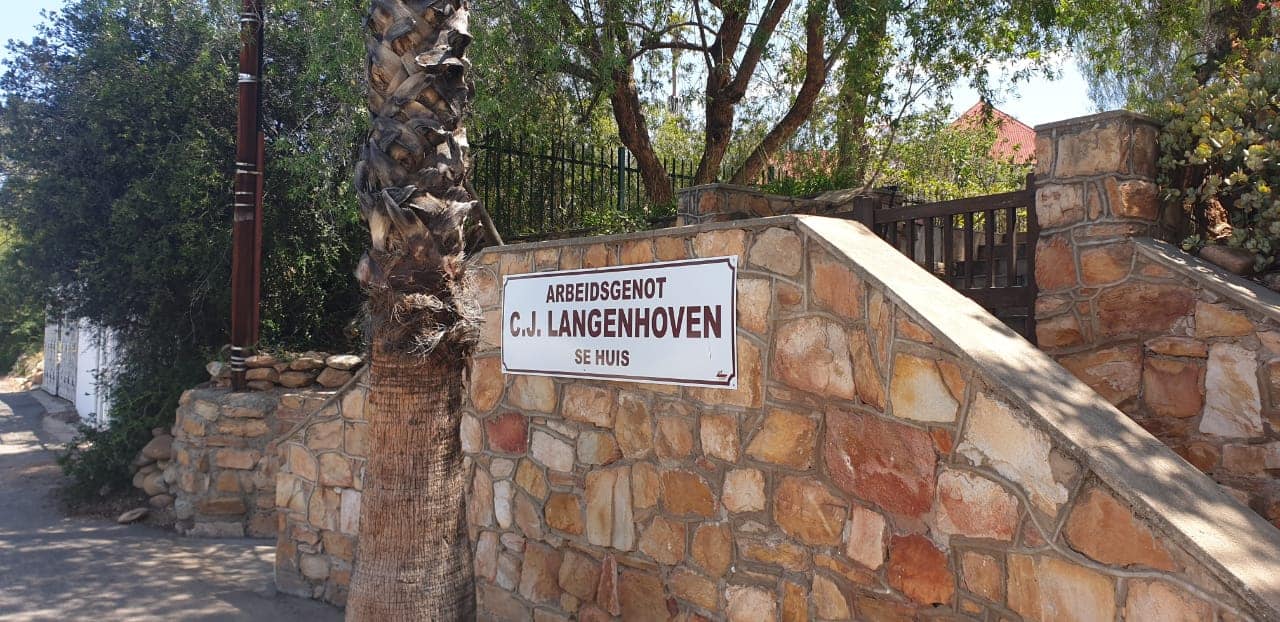 ARBEIDSGENOT
C.J. LANGENHOVEN
SE HUIS